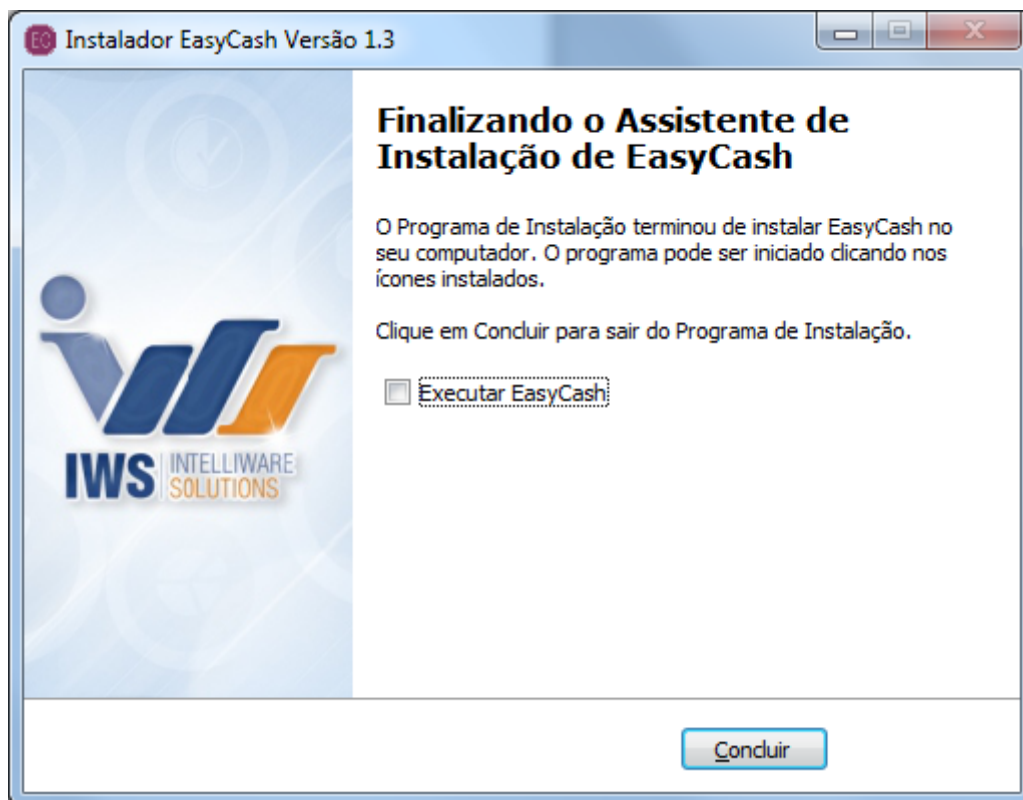 EC Instalador EasyCash Versão 1.3
Finalizando o Assistente de
Instalação de EasyCash
O Programa de Instalação terminou de instalar EasyCash no
seu computador. O programa pode ser iniciado clicando nos
ícones instalados.
Clique em Concluir para sair do Programa de Instalação.
Executar EasyCash
IWS INTELLIWARE
SOLUTIONS
Concluir